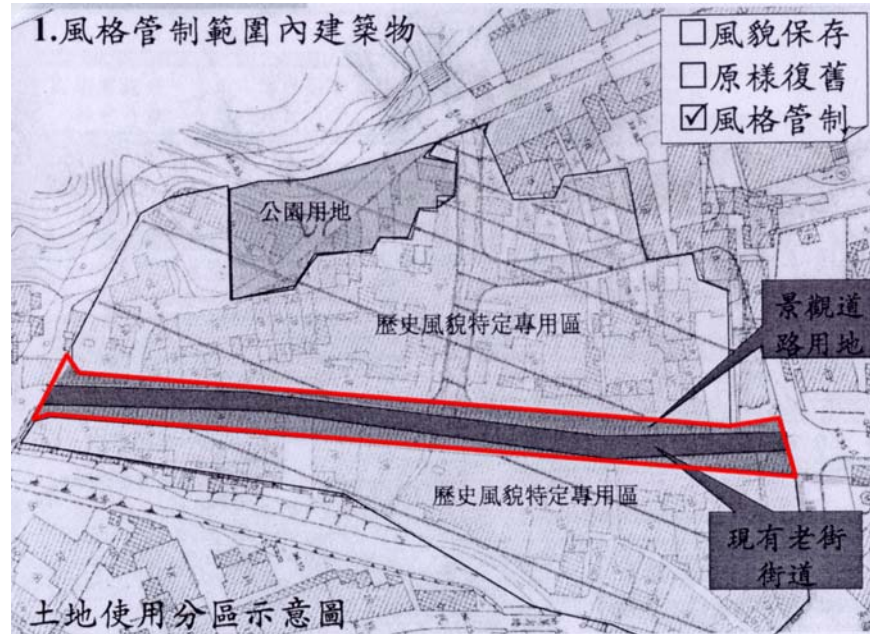 1.風格管制範圍內建築物
□風貌保存
□原樣復舊
☑風格管制
公園用地
歷史風貌特定專用區
景觀道
路用地
歷史風貌特定專用區
現有老街
街道
土地使用分區示意圖